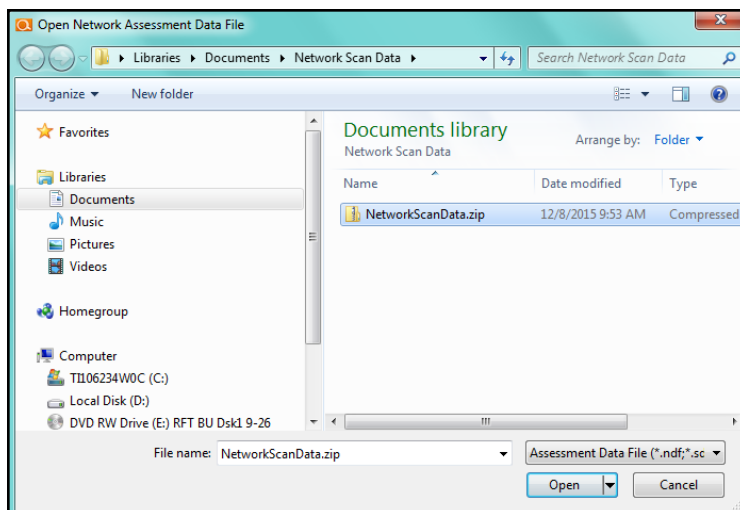 Open Network Assessment Data File
Libraries Documents Network Scan Data
Search Network Scan Data
Organize New folder
Favorites
Libraries
Documents
Music
Pictures
Videos
Homegroup
Computer
TI106234W0C (C:)
Local Disk (D:)
DVD RW Drive (E:) RFT BU Dsk1 9-26
Documents library
Network Scan Data
Arrange by: Folder
Name Date modified Type
NetworkScanData.zip 12/8/2015 9:53 AM Compressed
File name: NetworkScanData.zip Assessment Data File (*.ndf;*.sc
Open Cancel